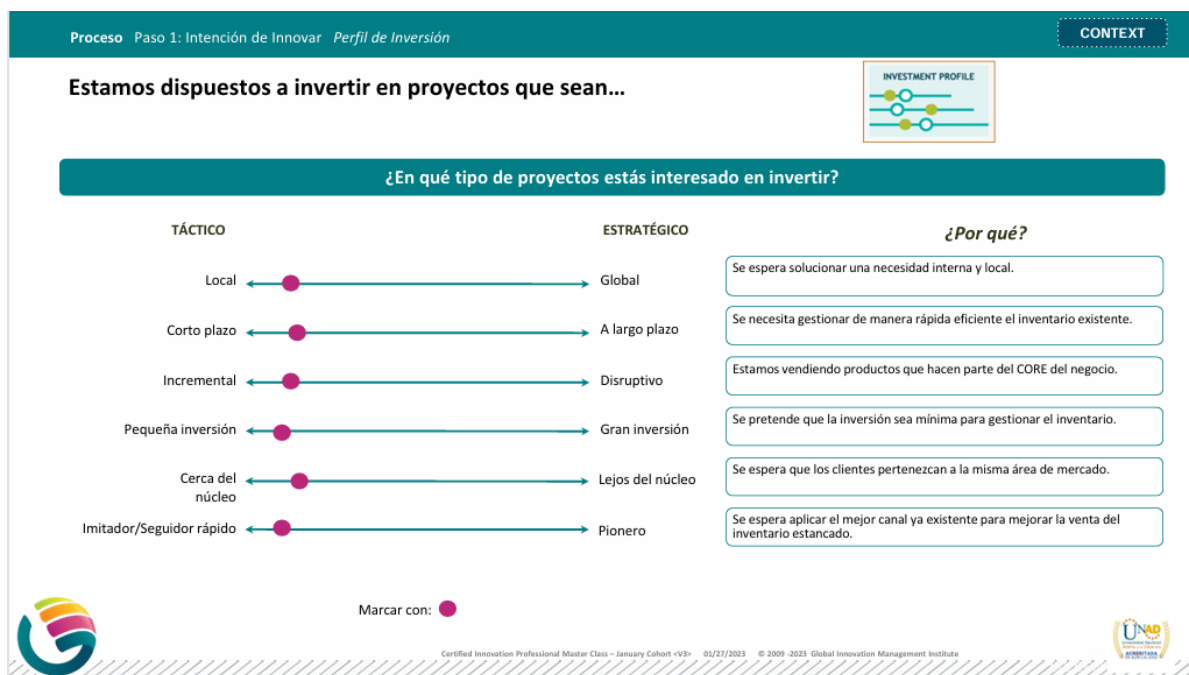 Proceso Paso 1: Intención de Innovar Perfil de Inversión
CONTEXT
Estamos dispuestos a invertir en proyectos que sean…
INVESTMENT PROFILE
¿En qué tipo de proyectos estás interesado en invertir?
TÁCTICO
ESTRATÉGICO
¿Por qué?
Local
Global
Se espera solucionar una necesidad interna y local.
Corto plazo
A largo plazo
Se necesita gestionar de manera rápida eficiente el inventario existente.
Incremental
Disruptivo
Estamos vendiendo productos que hacen parte del CORE del negocio.
Pequeña inversión
Gran inversión
Se pretende que la inversión sea mínima para gestionar el inventario.
Cerca del
núcleo
Lejos del núcleo
Se espera que los clientes pertenezcan a la misma área de mercado.
Imitador/Seguidor rápido
Pionero
Se espera aplicar el mejor canal ya existente para mejorar la venta del
inventario estancado.
Marcar con:
Certified Innovation Professional Master Class – January Cohort <V3> 01/27/2023 © 2009 -2023 Global Innovation Management Institute
UNAD